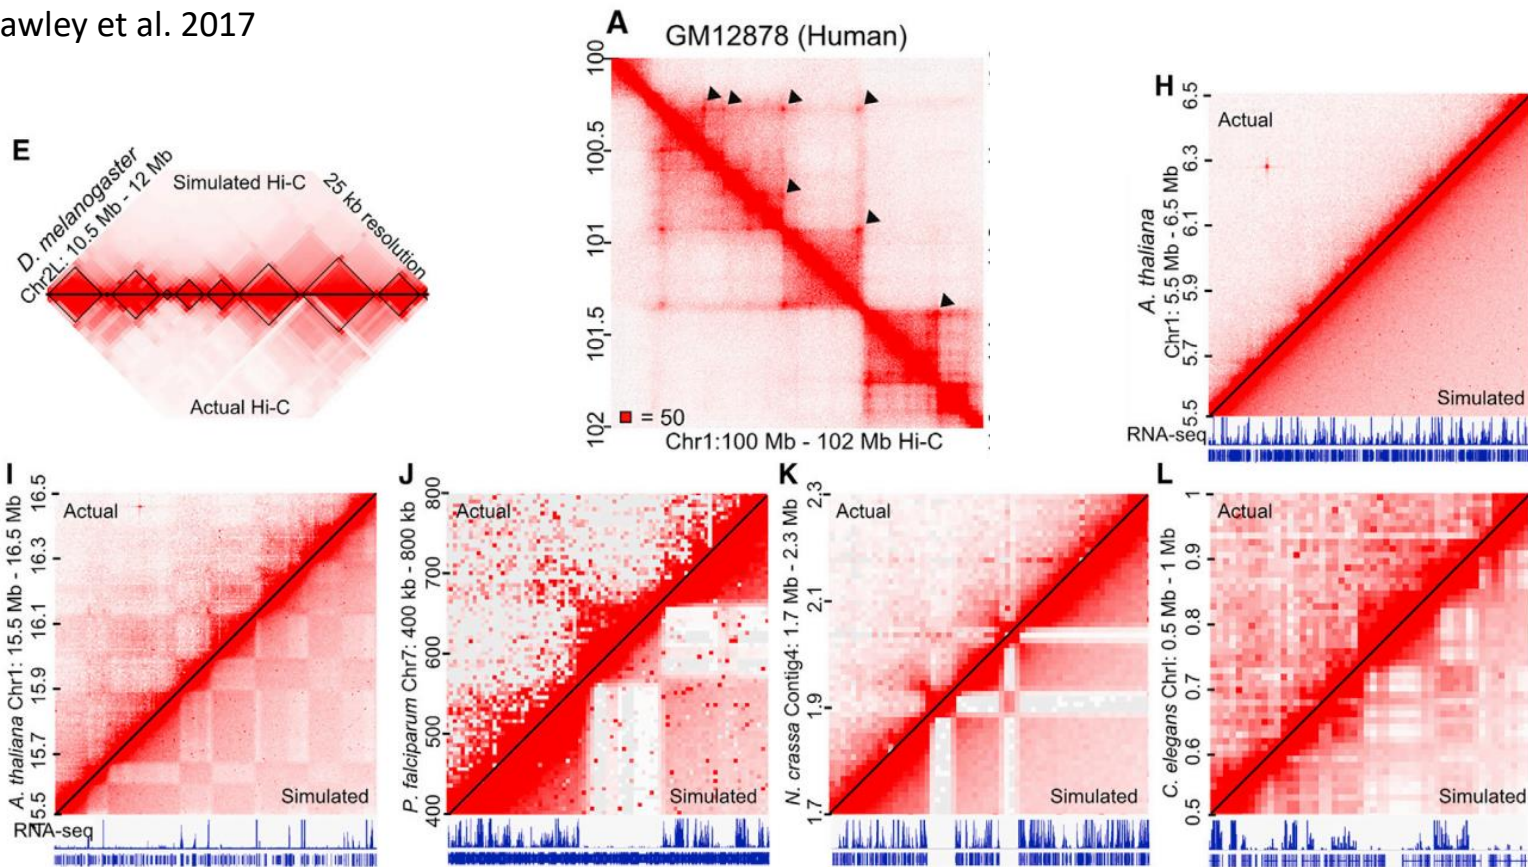 awley et al. 2017
A
GM12878 (Human)
100
100.5
101
101.5
102
= 50
Chr1:100 Mb - 102 Mb Hi-C
E
D. melanogaster
Chr2L: 10.5 Mb - 12 Mb
Simulated Hi-C
25 kb resolution
Actual Hi-C
H
A. thaliana
Chr1: 5.5 Mb - 6.5 Mb
6.5
6.3
6.1
5.9
5.7
5.5
Actual
Simulated
RNA-seq
I
A. thaliana Chr1: 15.5 Mb - 16.5 Mb
16.5
16.3
16.1
15.9
15.7
5.5
Actual
Simulated
RNA-seq
J
P. falciparum Chr7: 400 kb - 800 kb
800
700
600
500
400
Actual
Simulated
K
N. crassa Contig4: 1.7 Mb - 2.3 Mb
2.3
2.1
1.9
1.7
Actual
Simulated
L
C. elegans ChrI: 0.5 Mb - 1 Mb
1
0.9
0.8
0.7
0.6
0.5
Actual
Simulated